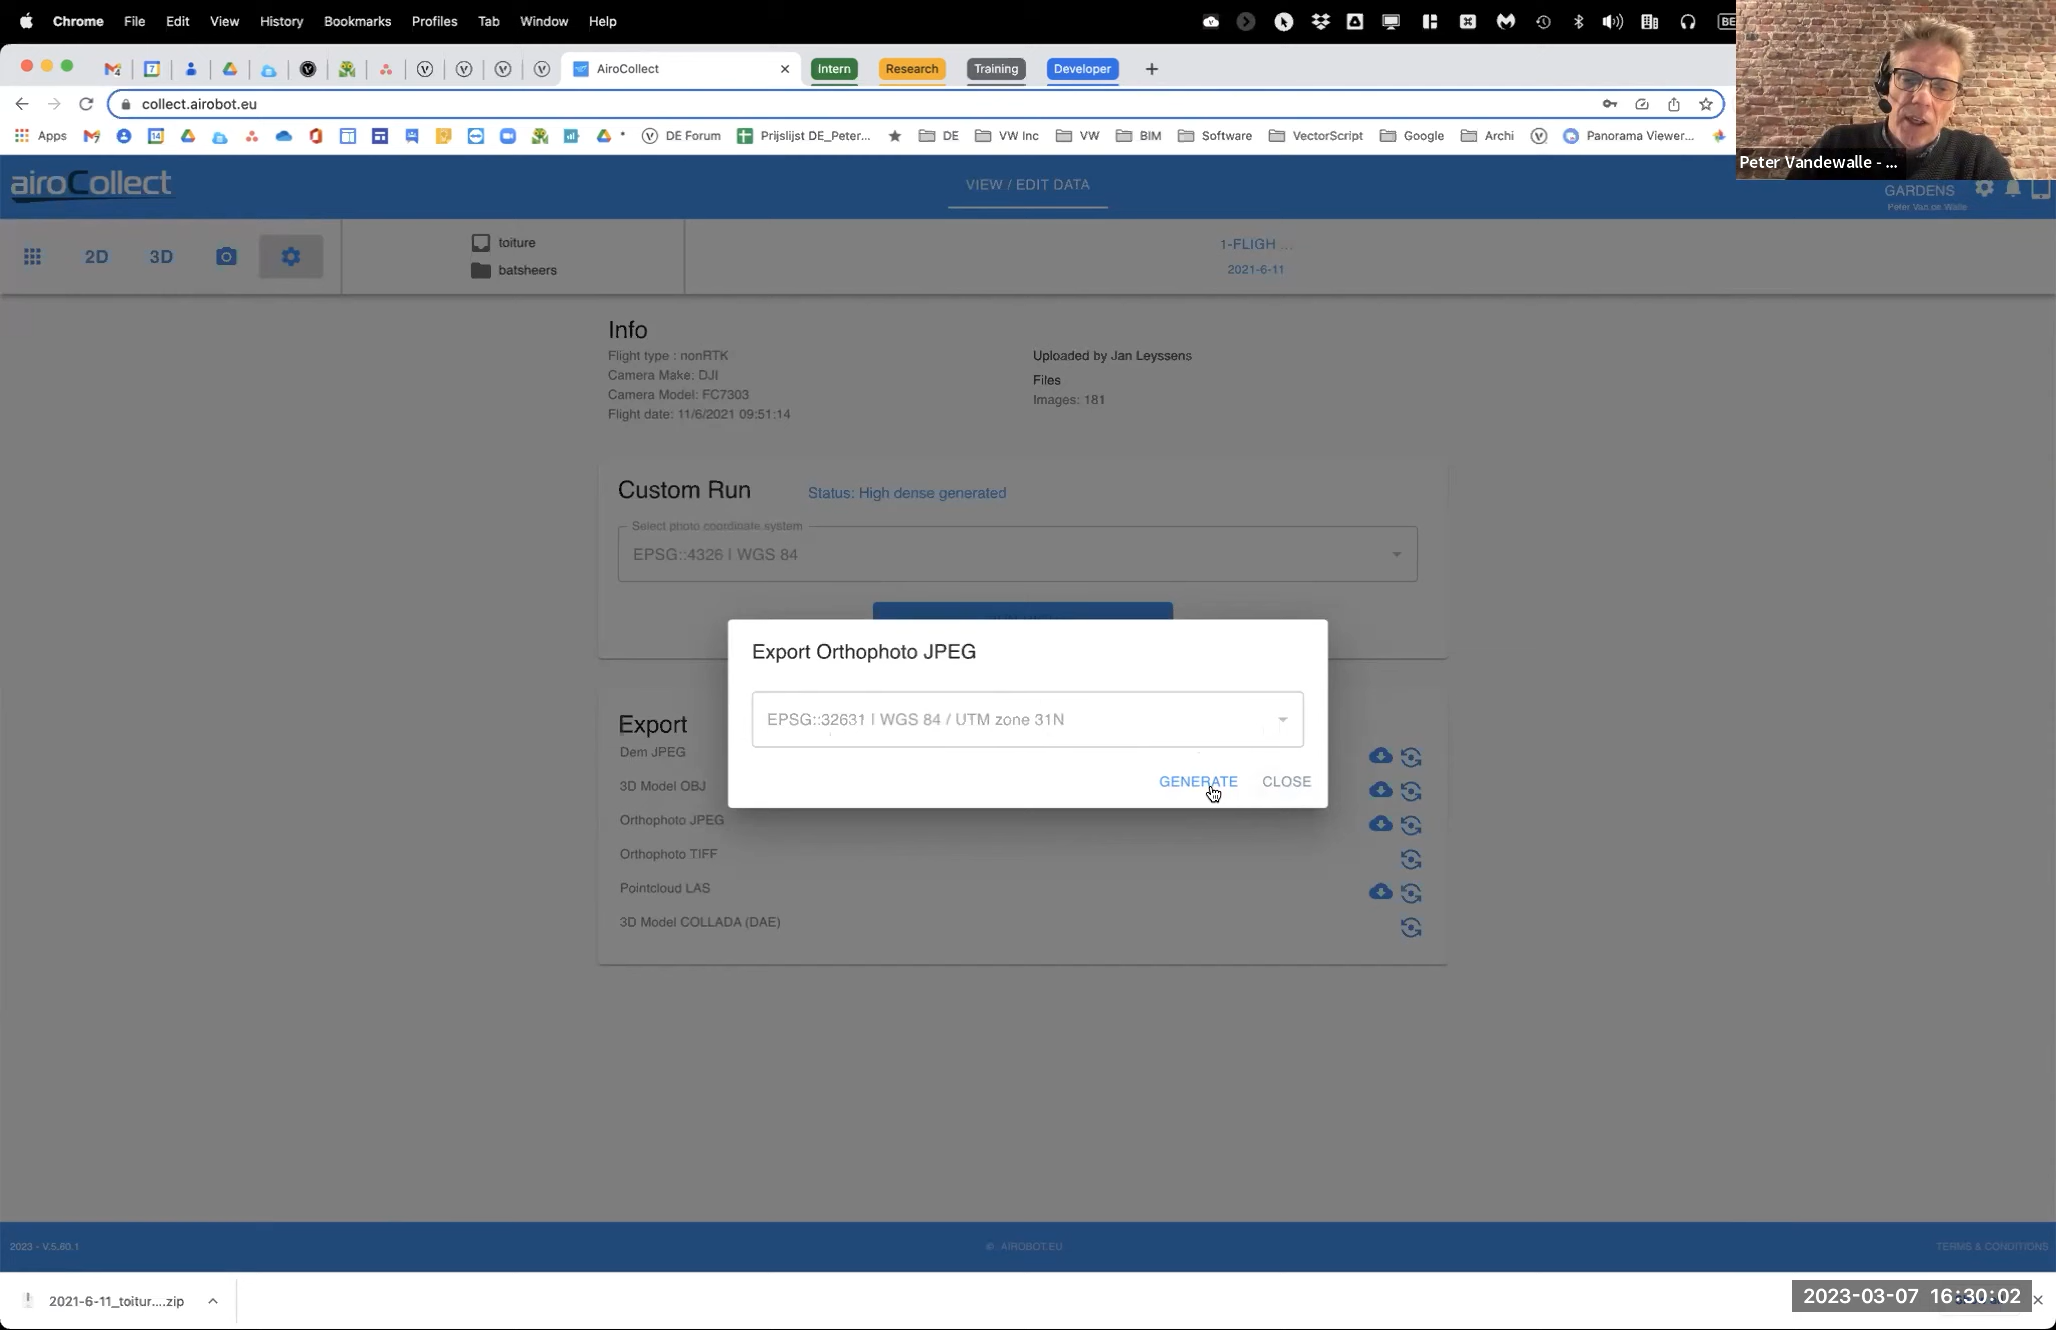 Chrome File Edit View History Bookmarks Profiles Tab Window Help
AiroCollect Intern Research Training Developer
collect.airobot.eu
Apps DE Forum Prijslijst DE_Peter... DE VW Inc VW BIM Software VectorScript Google Archi Panorama Viewer...
Peter Vandewalle - ...
airoCollect VIEW / EDIT DATA GARDENS
Peter Van de Walle
2D 3D toiture 1-FLIGH ...
batsheers 2021-6-11
Info
Flight type : nonRTK Uploaded by Jan Leyssens
Camera Make: DJI Files
Camera Model: FC7303 Images: 181
Flight date: 11/6/2021 09:51:14
Custom Run Status: High dense generated
Select photo coordinate system
EPSG::4326 | WGS 84
Export Orthophoto JPEG
EPSG::32631 | WGS 84 / UTM zone 31N
GENERATE CLOSE
Export
Dem JPEG
3D Model OBJ
Orthophoto JPEG
Orthophoto TIFF
Pointcloud LAS
3D Model COLLADA (DAE)
2023 - V.5.60.1 © AIROBOT.EU TERMS & CONDITIONS
2021-6-11_toitur....zip 2023-03-07 16:30:02